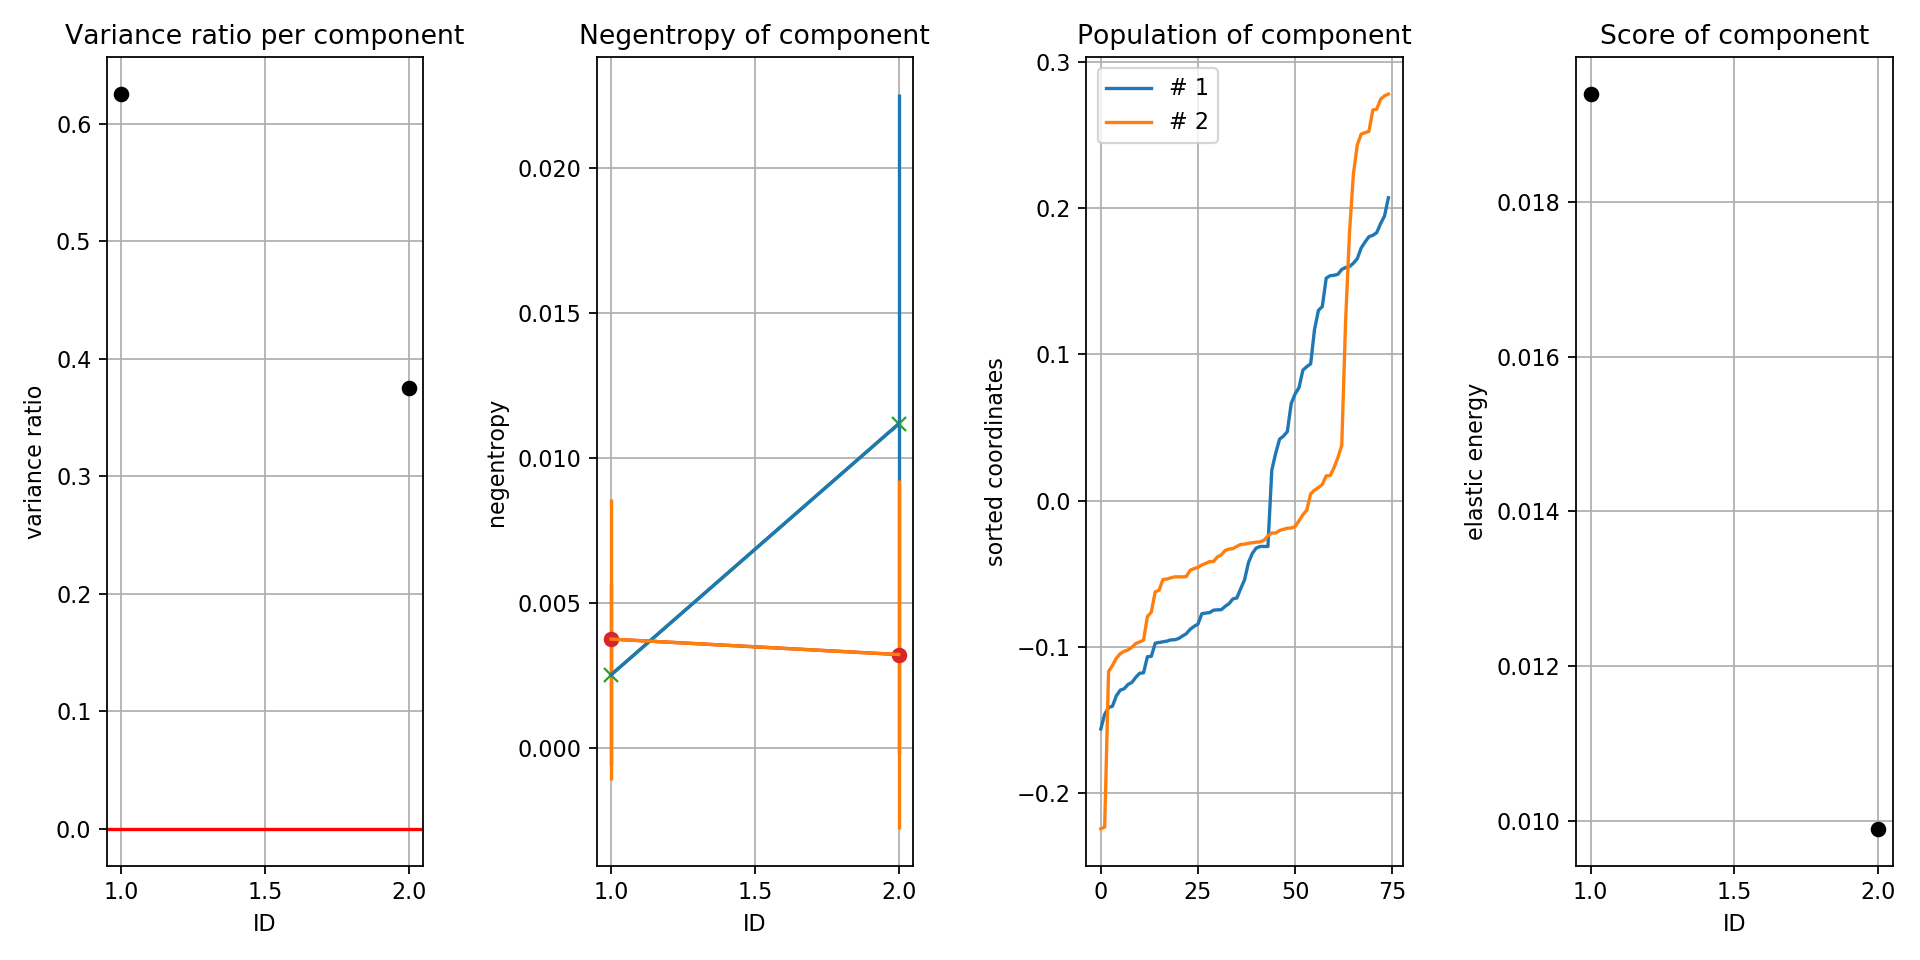 Variance ratio per component
variance ratio
0.6
0.5
0.4
0.3
0.2
0.1
0.0
1.0 1.5 2.0
ID
Negentropy of component
negentropy
0.020
0.015
0.010
0.005
0.000
1.0 1.5 2.0
ID
Population of component
sorted coordinates
0.3
0.2
0.1
0.0
−0.1
−0.2
# 1
# 2
0 25 50 75
Score of component
elastic energy
0.018
0.016
0.014
0.012
0.010
1.0 1.5 2.0
ID